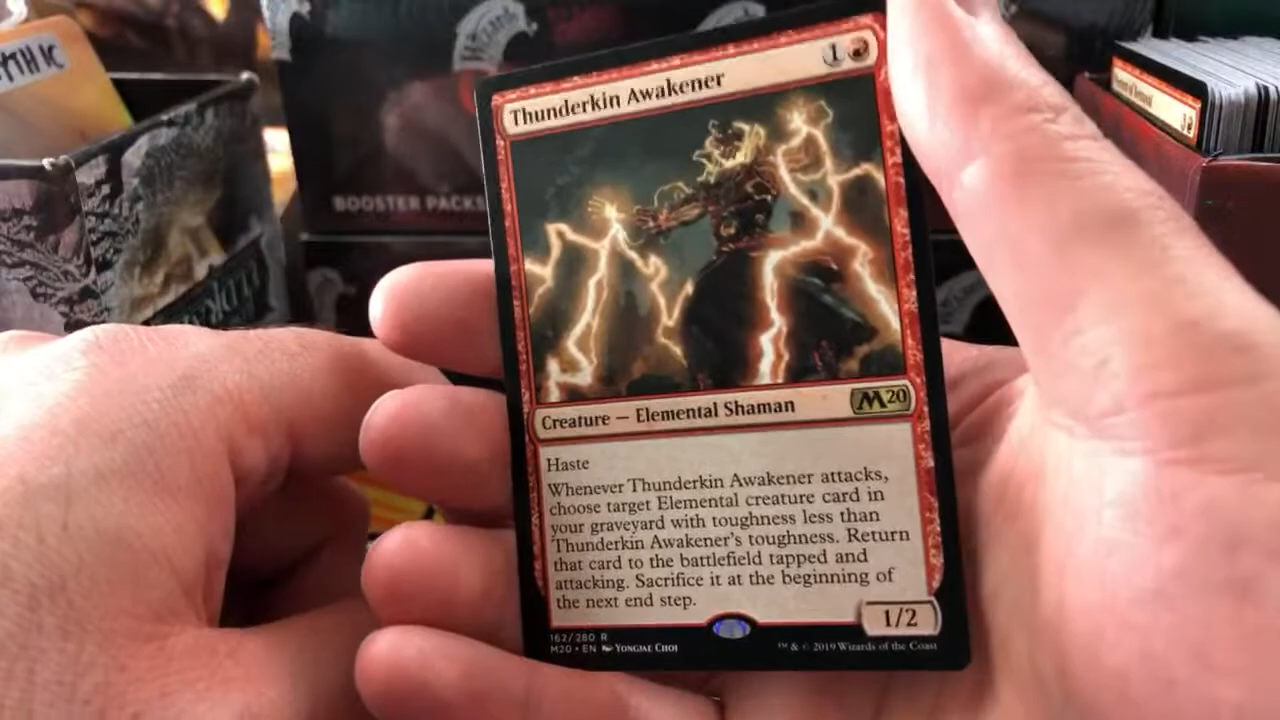 YTHIC
Wizards
BOOSTER PACKS
Thunderkin Awakener
1
Creature — Elemental Shaman
M20
Haste
Whenever Thunderkin Awakener attacks,
choose target Elemental creature card in
your graveyard with toughness less than
Thunderkin Awakener's toughness. Return
that card to the battlefield tapped and
attacking. Sacrifice it at the beginning of
the next end step.
1/2
162/280 R
M20 • EN Yongjae Choi
™ & © 2019 Wizards of the Coast